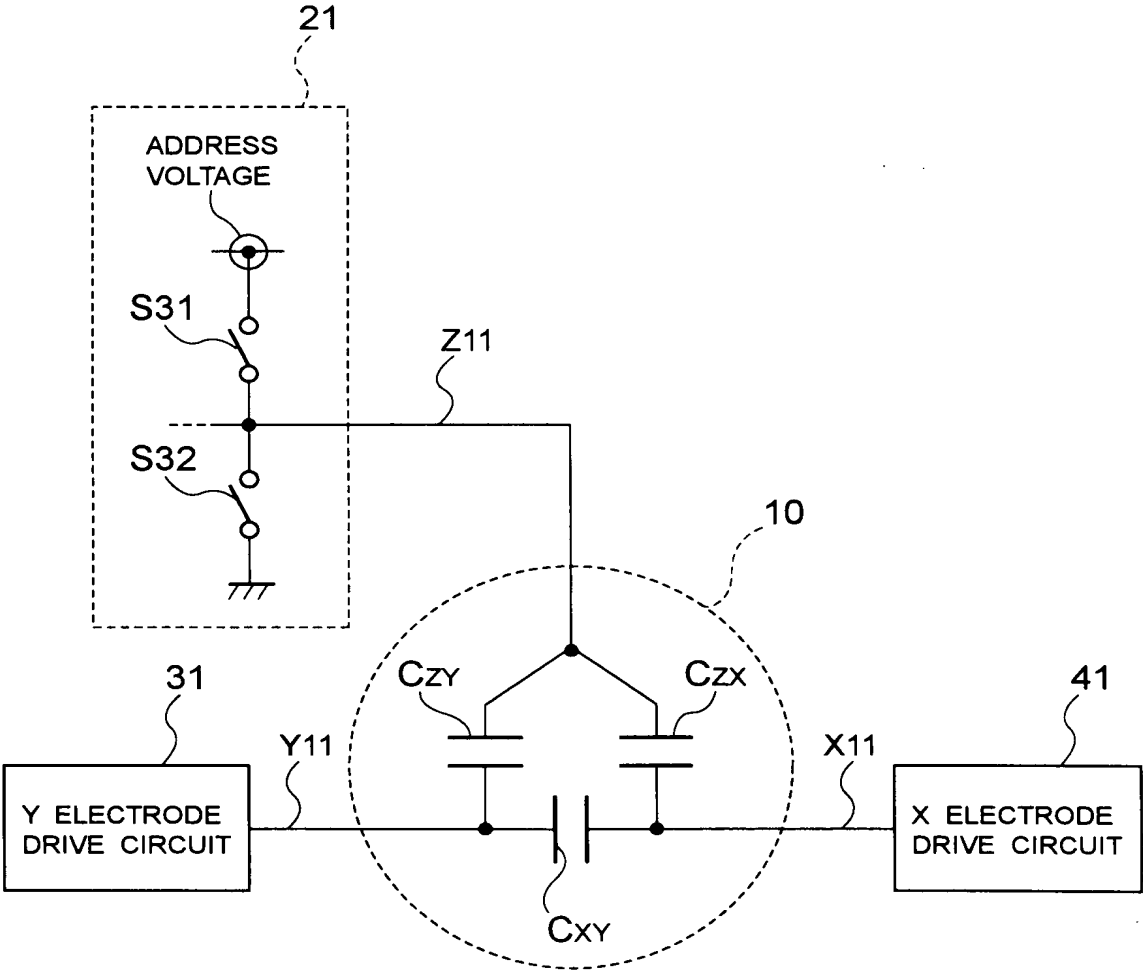 21
ADDRESS
VOLTAGE
S31
Z11
S32
10
CZY
CZX
31
41
Y11
X11
Y ELECTRODE
DRIVE CIRCUIT
X ELECTRODE
DRIVE CIRCUIT
CXY